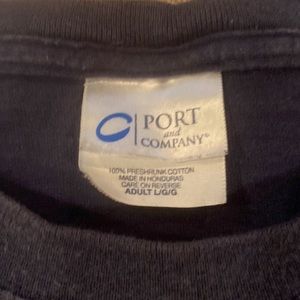 PORT
and
COMPANY®
100% PRESHRUNK COTTON
MADE IN HONDURAS
CARE ON REVERSE
ADULT L/G/G